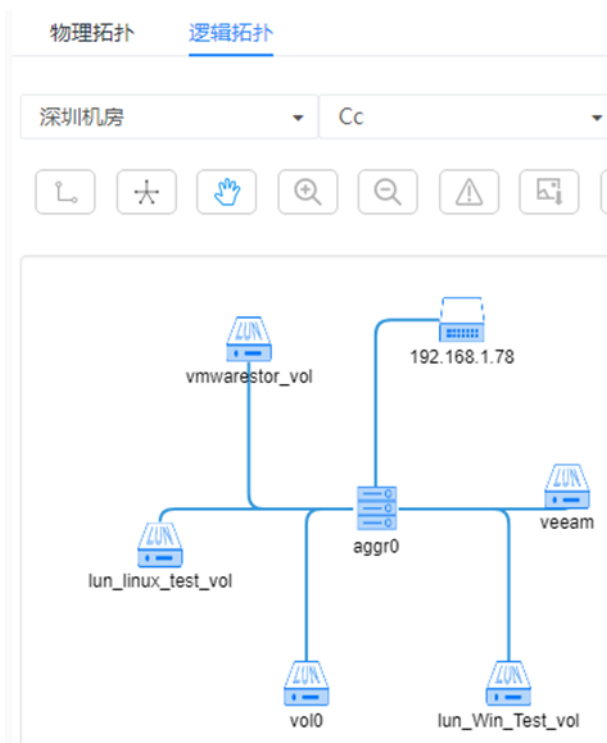 物理拓扑 逻辑拓扑
深圳机房 Cc
LUN
vmwarestor_vol
192.168.1.78
LUN
veeam
aggr0
LUN
lun_linux_test_vol
LUN
vol0
LUN
lun_Win_Test_vol